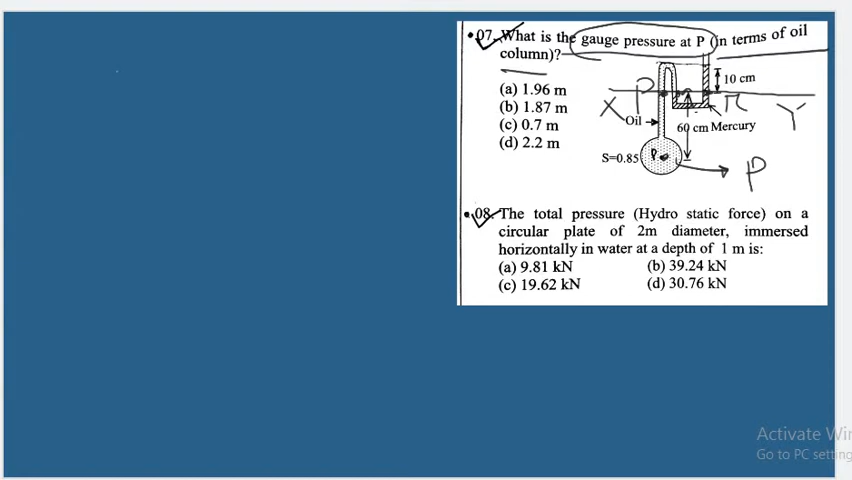 07. What is the gauge pressure at P (in terms of oil
column)?
(a) 1.96 m
(b) 1.87 m
(c) 0.7 m
(d) 2.2 m
10 cm
P
X
R
Y
Oil
60 cm Mercury
S=0.85
P
P
08. The total pressure (Hydro static force) on a
circular plate of 2m diameter, immersed
horizontally in water at a depth of 1 m is:
(a) 9.81 kN
(b) 39.24 kN
(c) 19.62 kN
(d) 30.76 kN
Activate Wi
Go to PC setting